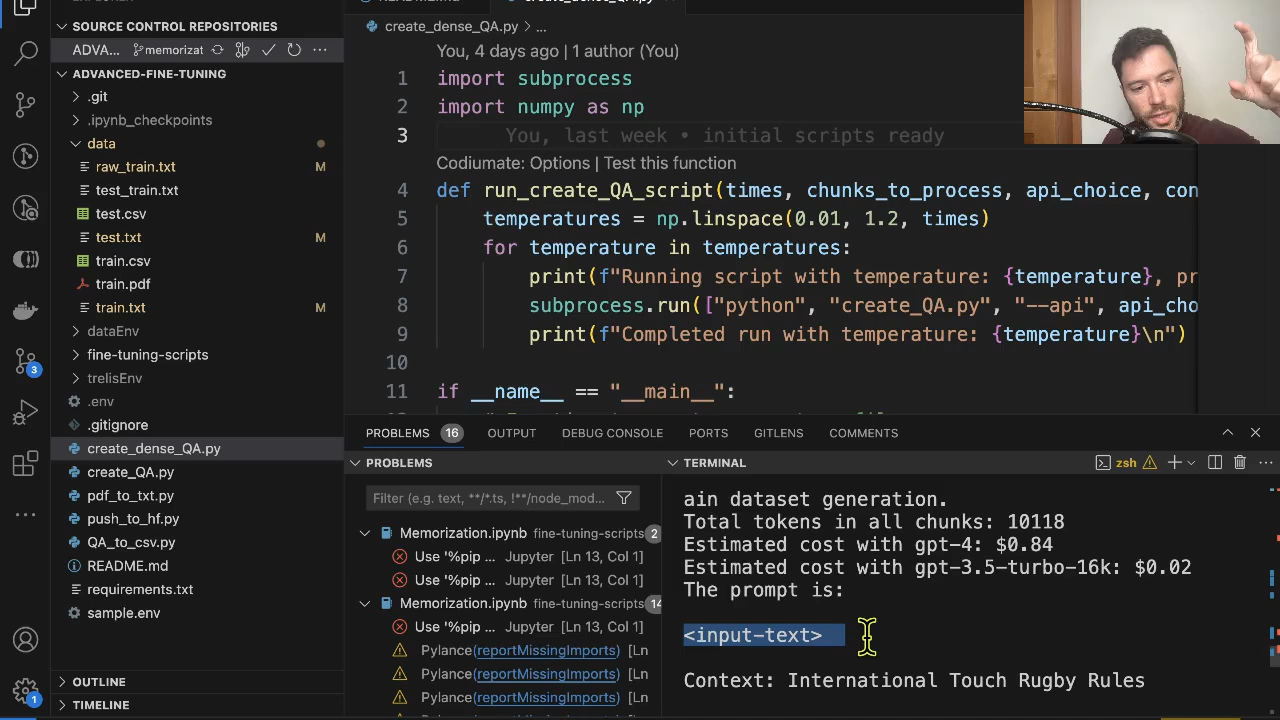 SOURCE CONTROL REPOSITORIES
ADVA... memorizat
ADVANCED-FINE-TUNING
.git
.ipynb_checkpoints
data
raw_train.txt M
test_train.txt
test.csv
test.txt M
train.csv
train.pdf
train.txt M
dataEnv
fine-tuning-scripts
3
trelisEnv
.env
.gitignore
create_dense_QA.py
create_QA.py
pdf_to_txt.py
push_to_hf.py
QA_to_csv.py
README.md
requirements.txt
sample.env
OUTLINE
1
TIMELINE
create_dense_QA.py > ...
You, 4 days ago | 1 author (You)
1 import subprocess
2 import numpy as np
3 You, last week • initial scripts ready
Codiumate: Options | Test this function
4 def run_create_QA_script(times, chunks_to_process, api_choice, con
5 temperatures = np.linspace(0.01, 1.2, times)
6 for temperature in temperatures:
7 print(f"Running script with temperature: {temperature}, pr
8 subprocess.run(["python", "create_QA.py", "--api", api_cho
9 print(f"Completed run with temperature: {temperature}\n")
10
11 if __name__ == "__main__":
PROBLEMS 16 OUTPUT DEBUG CONSOLE PORTS GITLENS COMMENTS
PROBLEMS
Filter (e.g. text, **/*.ts, !**/node_mod...
Memorization.ipynb fine-tuning-scripts 2
Use '%pip ... Jupyter [Ln 13, Col 1]
Use '%pip ... Jupyter [Ln 13, Col 1]
Memorization.ipynb fine-tuning-scripts 14
Use '%pip ... Jupyter [Ln 13, Col 1]
Pylance(reportMissingImports) [Ln
Pylance(reportMissingImports) [Ln
Pylance(reportMissingImports) [Ln
TERMINAL zsh
ain dataset generation.
Total tokens in all chunks: 10118
Estimated cost with gpt-4: $0.84
Estimated cost with gpt-3.5-turbo-16k: $0.02
The prompt is:
<input-text>
Context: International Touch Rugby Rules